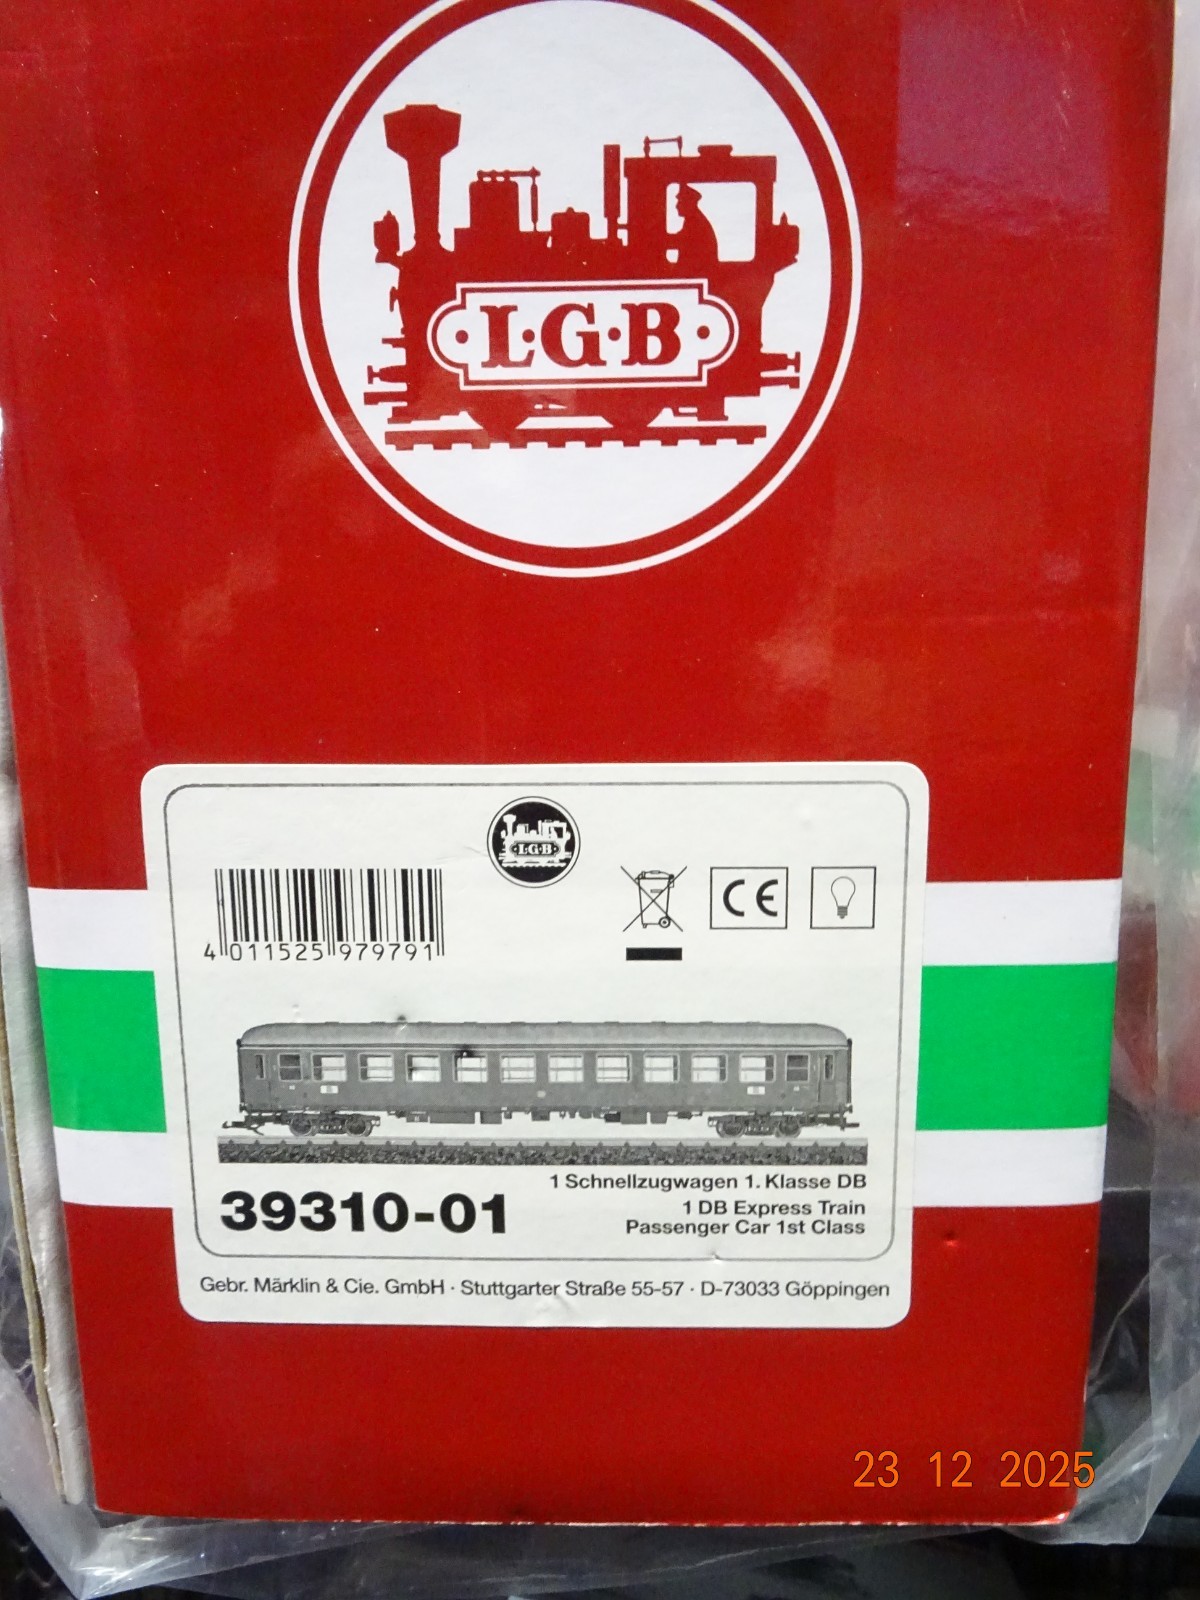 L·G·B
L·G·B
CE
4 011525 979791
39310-01
1 Schnellzugwagen 1. Klasse DB
1 DB Express Train
Passenger Car 1st Class
Gebr. Märklin & Cie. GmbH · Stuttgarter Straße 55-57 · D-73033 Göppingen
23 12 2025